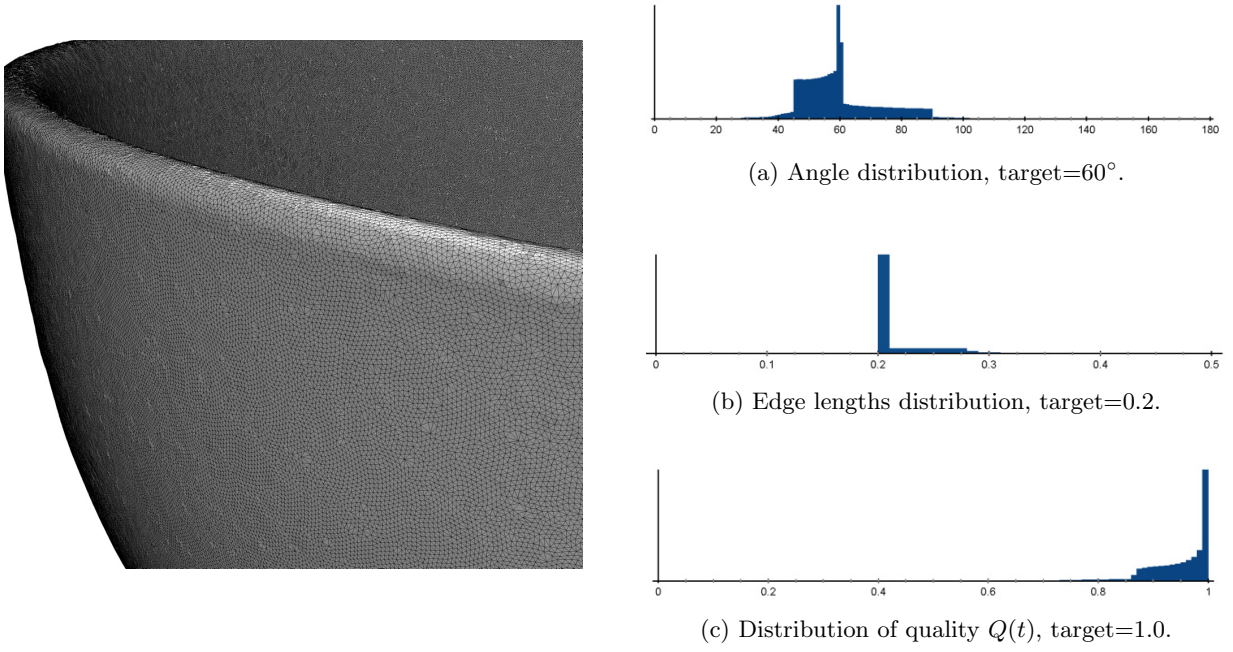 0 20 40 60 80 100 120 140 160 180
(a) Angle distribution, target=60°.
0 0.1 0.2 0.3 0.4 0.5
(b) Edge lengths distribution, target=0.2.
0 0.2 0.4 0.6 0.8 1
(c) Distribution of quality Q(t), target=1.0.